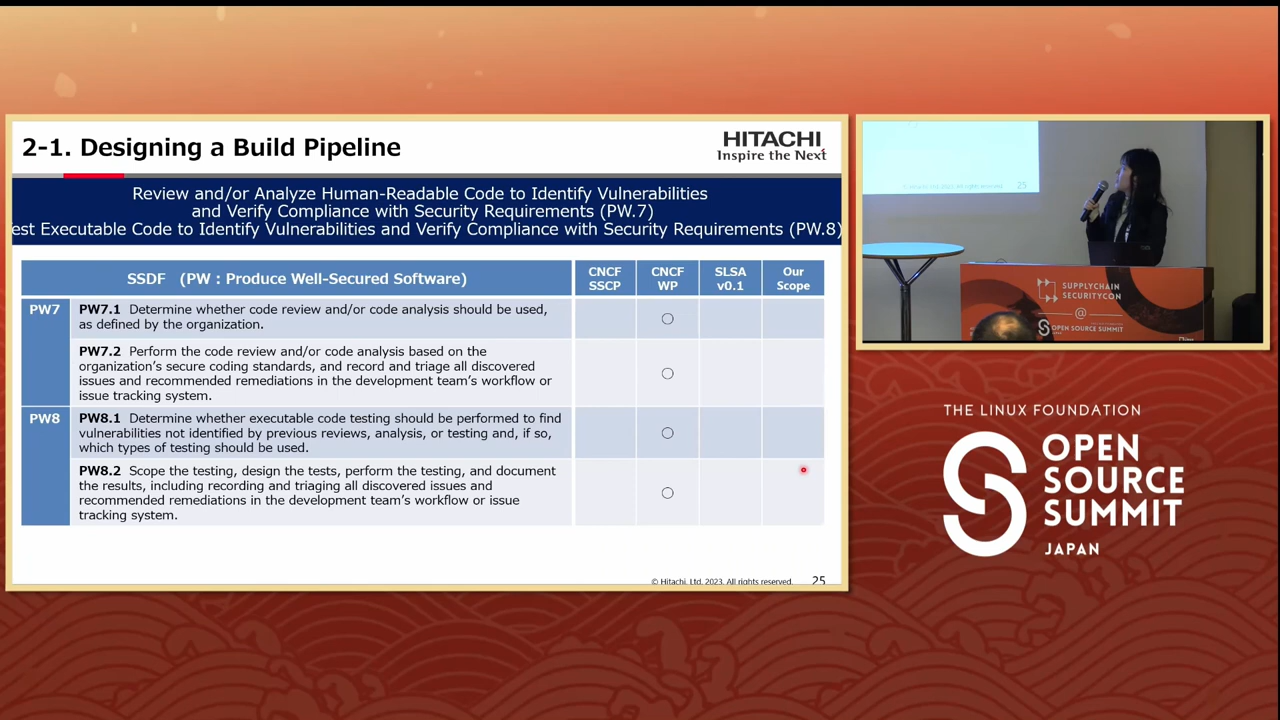 2-1. Designing a Build Pipeline
HITACHI
Inspire the Next
Review and/or Analyze Human-Readable Code to Identify Vulnerabilities
and Verify Compliance with Security Requirements (PW.7)
est Executable Code to Identify Vulnerabilities and Verify Compliance with Security Requirements (PW.8)
SSDF (PW : Produce Well-Secured Software)
CNCF
SSCP
CNCF
WP
SLSA
v0.1
Our
Scope
PW7
PW7.1 Determine whether code review and/or code analysis should be used,
as defined by the organization.
○
PW7.2 Perform the code review and/or code analysis based on the
organization's secure coding standards, and record and triage all discovered
issues and recommended remediations in the development team's workflow or
issue tracking system.
○
PW8
PW8.1 Determine whether executable code testing should be performed to find
vulnerabilities not identified by previous reviews, analysis, or testing and, if so,
which types of testing should be used.
○
PW8.2 Scope the testing, design the tests, perform the testing, and document
the results, including recording and triaging all discovered issues and
recommended remediations in the development team's workflow or issue
tracking system.
○
© Hitachi, Ltd. 2023. All rights reserved.
25
© Hitachi, Ltd. 2023. All rights reserved.
25
SUPPLYCHAIN
SECURITYCON
@
OPEN SOURCE SUMMIT
THE LINUX FOUNDATION
OPEN
SOURCE
SUMMIT
JAPAN